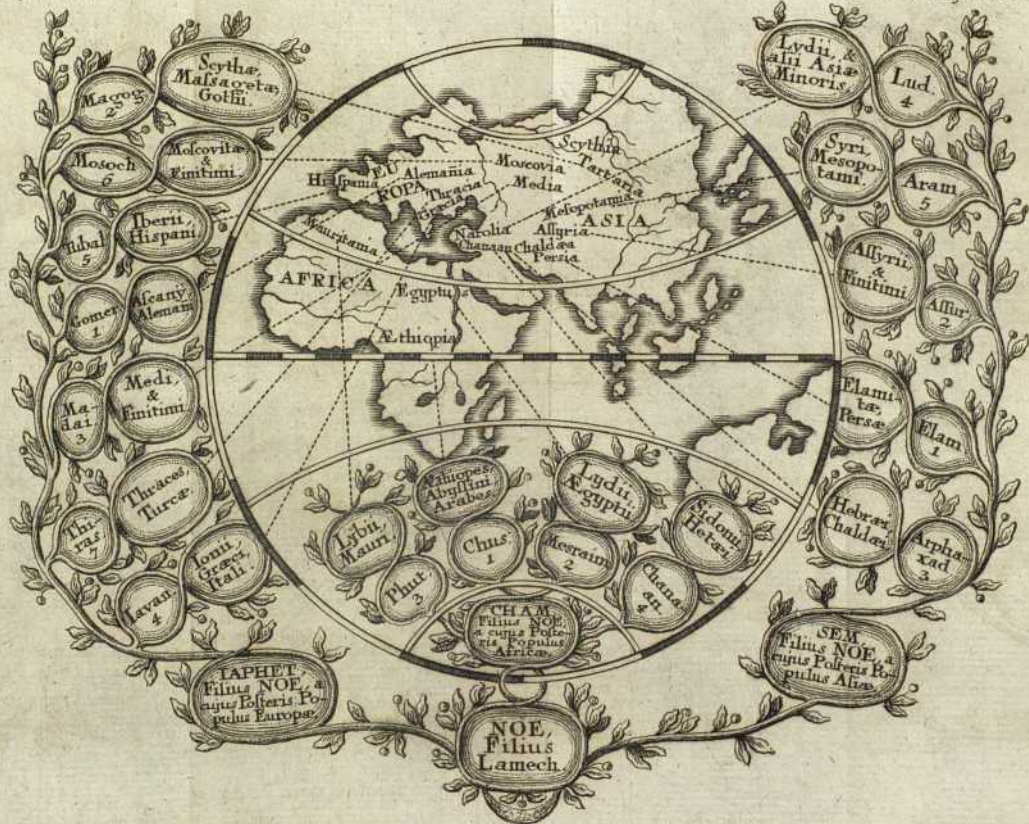 Scythæ,
Maſsagetæ,
Gothi.
Magog
2
Moſcovitæ
&
Finitimi.
Mosoch
6
Iberii,
Hispani
Tubal
5
Aſcany
Alemani
Gomer
1
Medi,
&
Finitimi
Ma
dai.
3
Thraces,
Turcæ.
Thi-
ras
7
Ionii,
Græci,
Itali.
Iavan
4
IAPHET
Filius NOE, a
cujus Poſteris Po-
pulus Europæ
Lydii, &
alii Aſiæ
Minoris.
Lud.
4
Syri,
Mesopo-
tami.
Aram
5
Aſſyrii
&
Finitimi
Aſſur.
2
Elami-
tæ,
Perſæ
Elam
1
Hebræi,
Chaldæi,
Arpha-
xad
3
SEM
Filius NOE, a
cujus Poſteris Po-
pulus Aſiæ
Scythia
Tartaria
Moscovia
Media
EU
ROPA
Alemania
Hispania
Thracia
Græcia
Mesopotamia
ASIA
Aſſyria
Natolia
Chanaan
Chaldæa
Persia
Mauritania
AFRICA
Ægyptus
Æthiopia
Æthiopes,
Abyſſini
Arabes.
Lydii,
Ægyptii
Lybii,
Mauri.
Sidonii,
Hetæi.
Chus.
1
Mesraim
2
Phut.
3
Chana-
an.
4
CHAM
Filius NOE,
a cujus Poſte-
ris Populus
Africæ.
NOE,
Filius
Lamech.